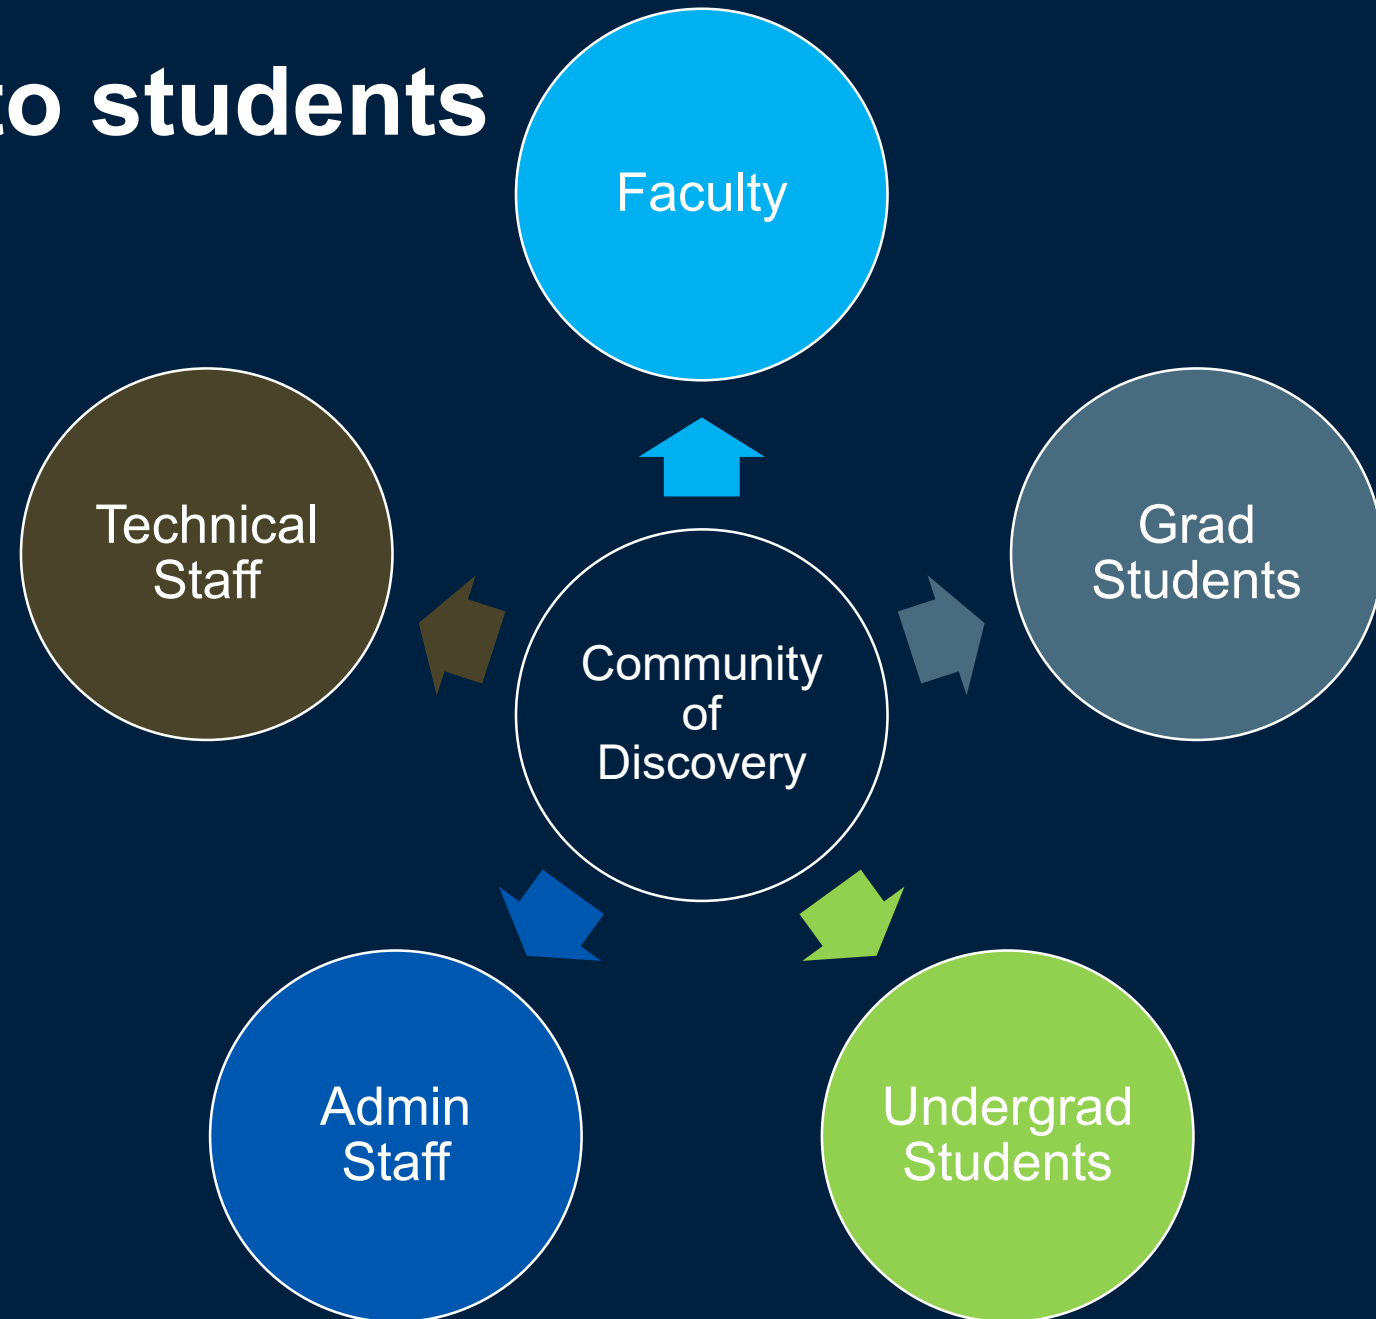 to students
Faculty
Technical
Staff
Grad
Students
Community
of
Discovery
Admin
Staff
Undergrad
Students